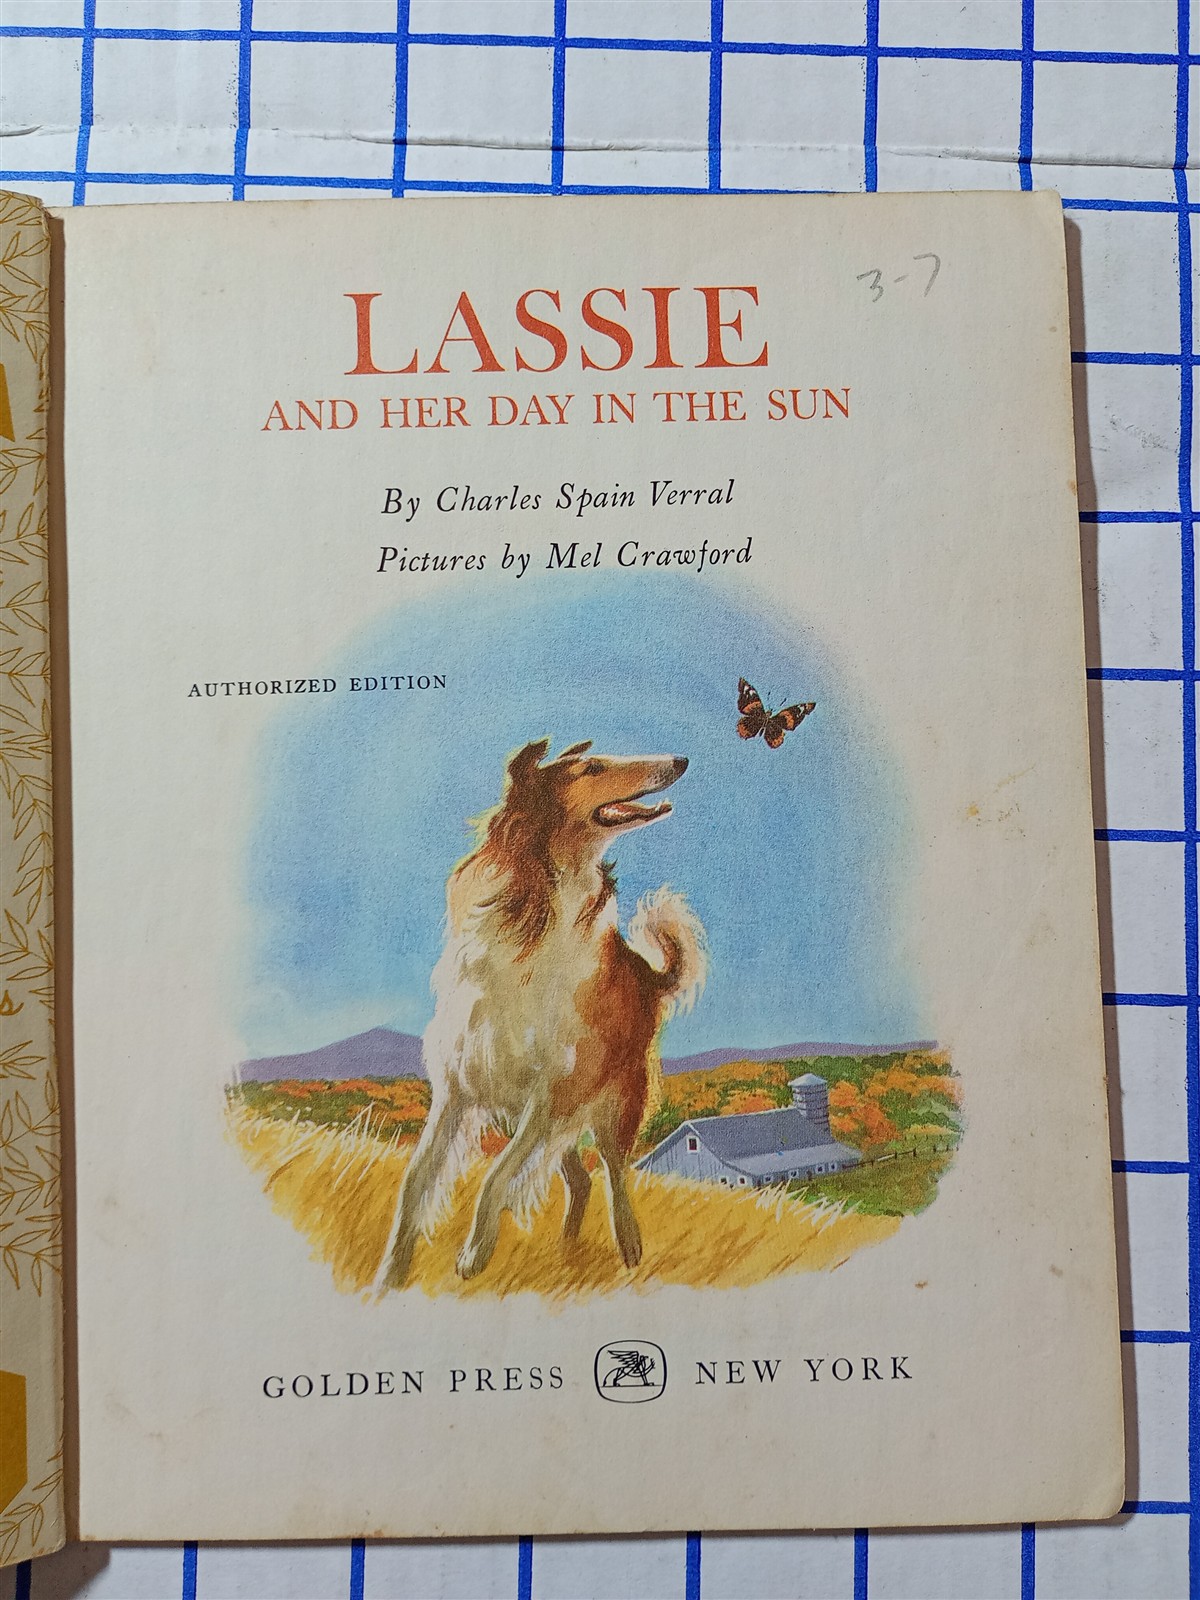 3-7
LASSIE
AND HER DAY IN THE SUN
By Charles Spain Verral
Pictures by Mel Crawford
AUTHORIZED EDITION
GOLDEN PRESS NEW YORK